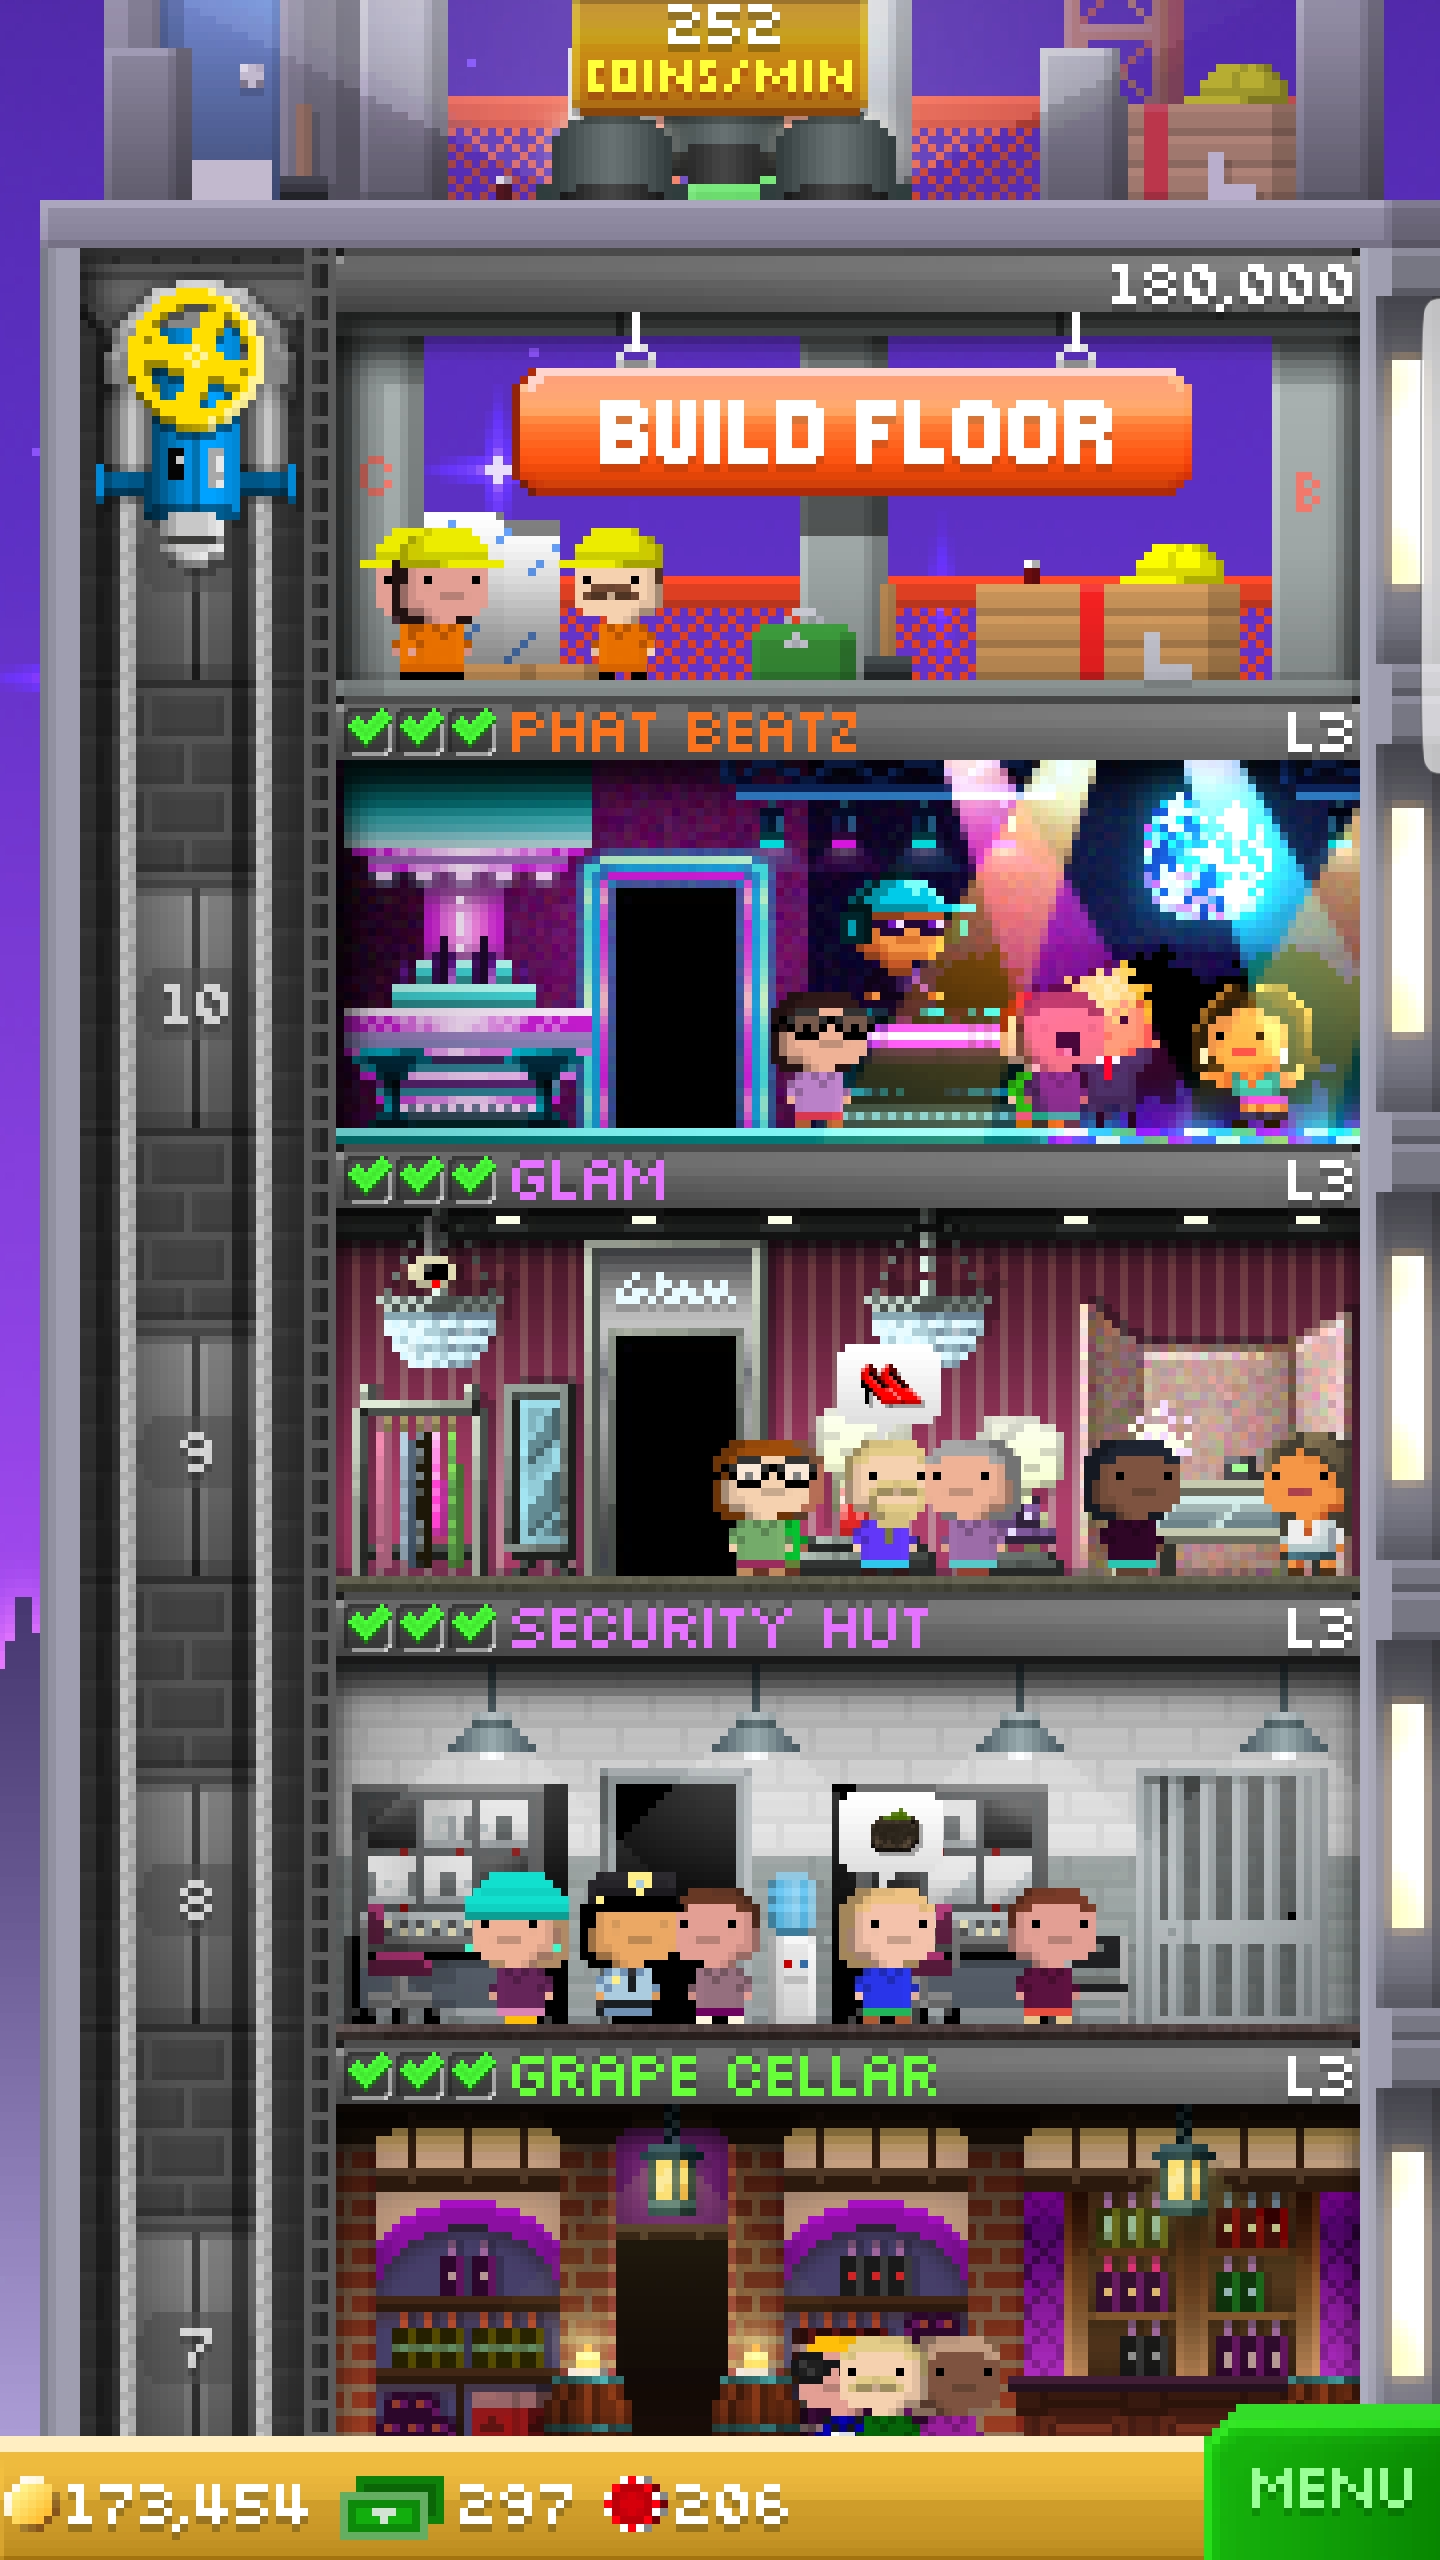 252
COINS/MIN
180,000
BUILD FLOOR
C
B
PHAT BEATZ L3
10
GLAM L3
Glam
9
SECURITY HUT L3
8
GRAPE CELLAR L3
7
173,454 297 206
MENU